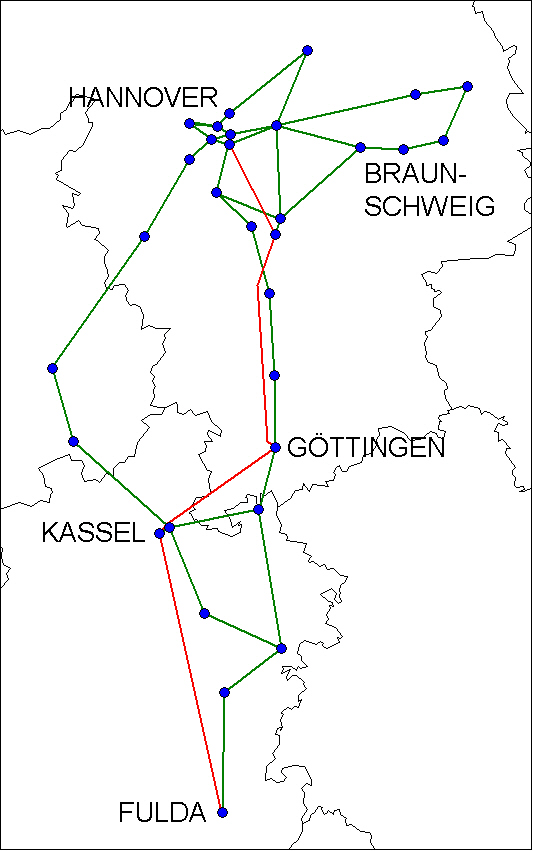 HANNOVER
BRAUN-
SCHWEIG
GÖTTINGEN
KASSEL
FULDA